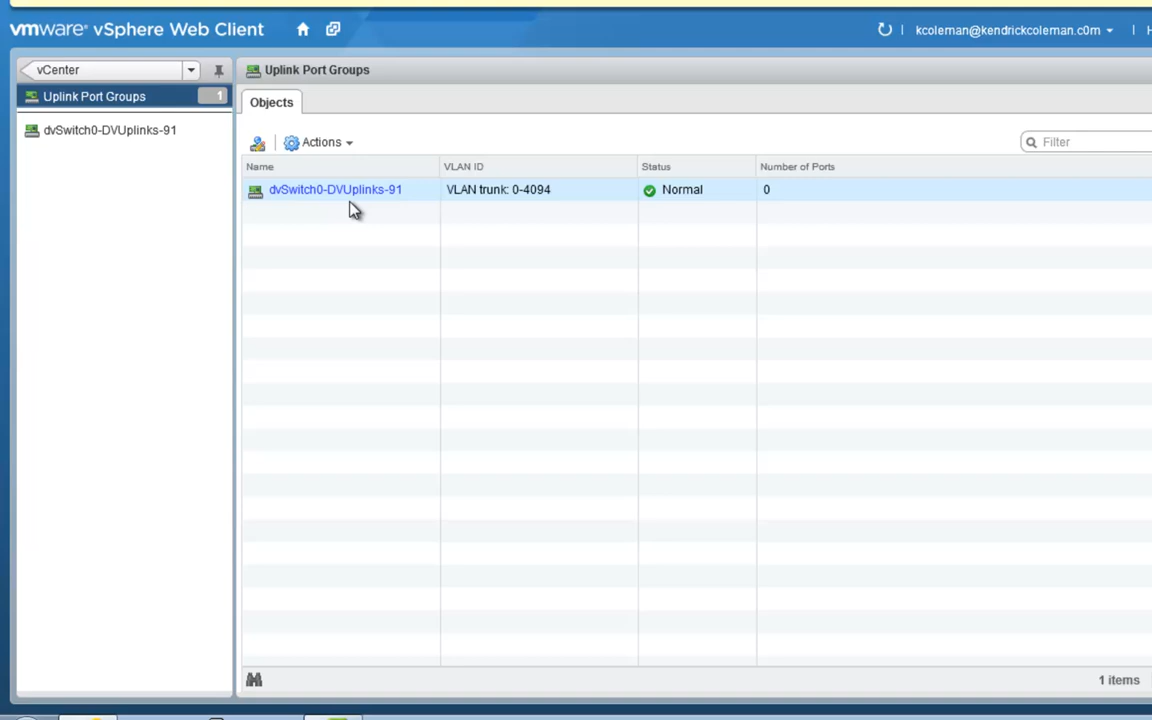 vmware® vSphere Web Client
kcoleman@kendrickcoleman.c0m
vCenter
Uplink Port Groups
Uplink Port Groups 1
Objects
dvSwitch0-DVUplinks-91
Actions
Filter
Name VLAN ID Status Number of Ports
dvSwitch0-DVUplinks-91 VLAN trunk: 0-4094 Normal 0
1 items